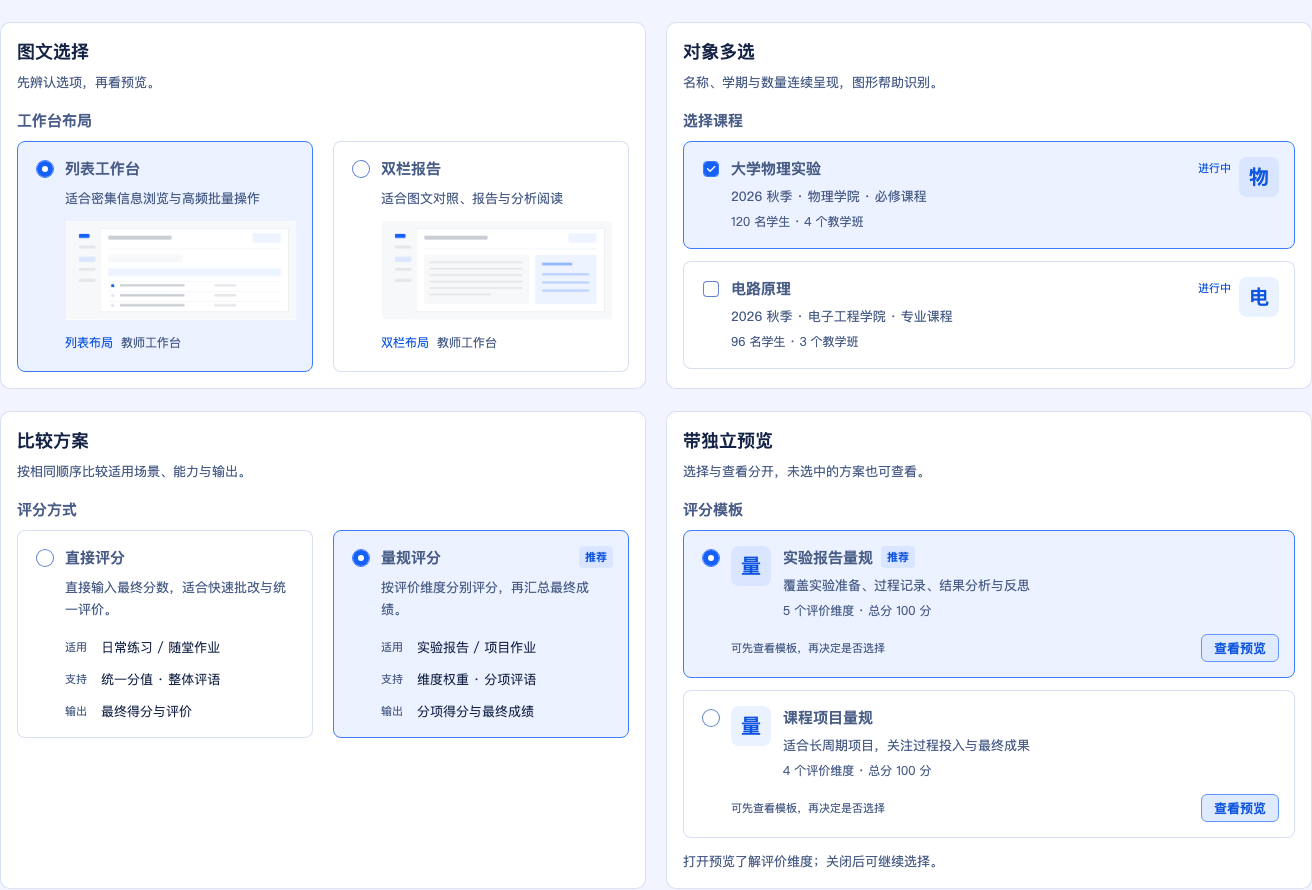 图文选择
先辨认选项，再看预览。
工作台布局
列表工作台
适合密集信息浏览与高频批量操作
列表布局 教师工作台
双栏报告
适合图文对照、报告与分析阅读
双栏布局 教师工作台
对象多选
名称、学期与数量连续呈现，图形帮助识别。
选择课程
大学物理实验
进行中
物
2026 秋季 · 物理学院 · 必修课程
120 名学生 · 4 个教学班
电路原理
进行中
电
2026 秋季 · 电子工程学院 · 专业课程
96 名学生 · 3 个教学班
比较方案
按相同顺序比较适用场景、能力与输出。
评分方式
直接评分
直接输入最终分数，适合快速批改与统
一评价。
适用 日常练习 / 随堂作业
支持 统一分值 · 整体评语
输出 最终得分与评价
量规评分 推荐
按评价维度分别评分，再汇总最终成
绩。
适用 实验报告 / 项目作业
支持 维度权重 · 分项评语
输出 分项得分与最终成绩
带独立预览
选择与查看分开，未选中的方案也可查看。
评分模板
量
实验报告量规 推荐
覆盖实验准备、过程记录、结果分析与反思
5 个评价维度 · 总分 100 分
可先查看模板，再决定是否选择
查看预览
量
课程项目量规
适合长周期项目，关注过程投入与最终成果
4 个评价维度 · 总分 100 分
可先查看模板，再决定是否选择
查看预览
打开预览了解评价维度；关闭后可继续选择。